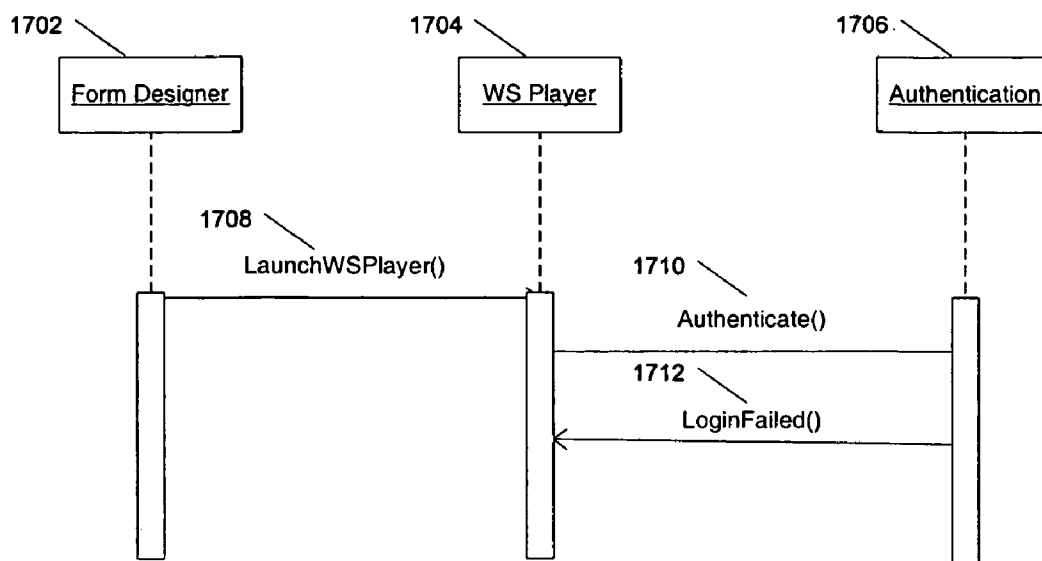 1702
1704
1706
Form Designer
WS Player
Authentication
1708
LaunchWSPlayer()
1710
Authenticate()
1712
LoginFailed()